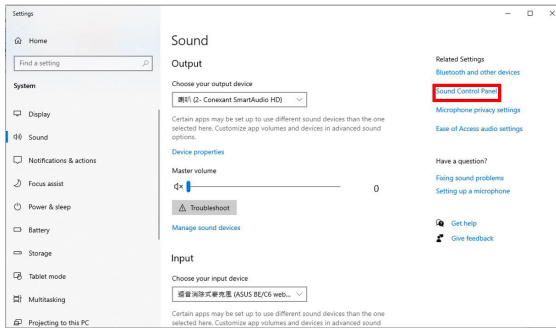 Settings
Home
Find a setting
System
Display
Sound
Notifications & actions
Focus assist
Power & sleep
Battery
Storage
Tablet mode
Multitasking
Projecting to this PC
Sound
Output
Choose your output device
喇叭 (2- Conexant SmartAudio HD)
Certain apps may be set up to use different sound devices than the one
selected here. Customize app volumes and devices in advanced sound
options.
Device properties
Master volume
0
Troubleshoot
Manage sound devices
Input
Choose your input device
(ASUS BE/C6 web...
Certain apps may be set up to use different sound devices than the one
selected here. Customize app volumes and devices in advanced sound
Related Settings
Bluetooth and other devices
Sound Control Panel
Microphone privacy settings
Ease of Access audio settings
Have a question?
Fixing sound problems
Setting up a microphone
Get help
Give feedback